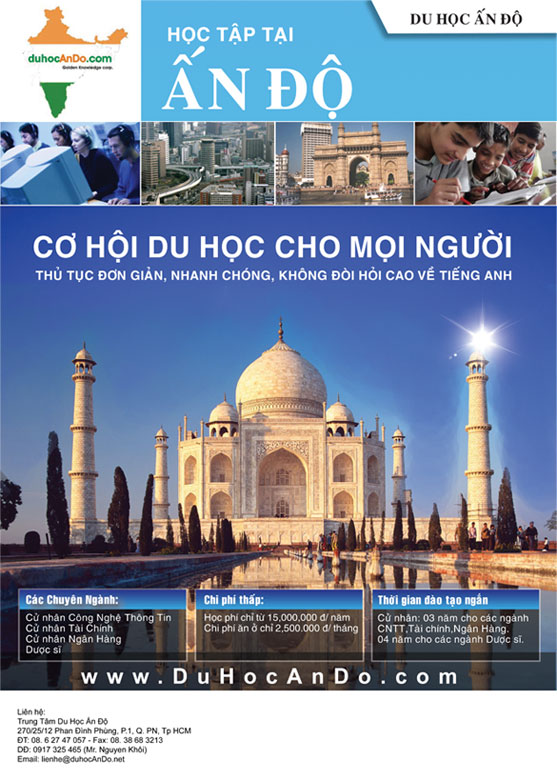 duhocAnDo.com
Golden Knowledge corp.
DU HỌC ẤN ĐỘ
HỌC TẬP TẠI
ẤN ĐỘ
CƠ HỘI DU HỌC CHO MỌI NGƯỜI
THỦ TỤC ĐƠN GIẢN, NHANH CHÓNG, KHÔNG ĐÒI HỎI CAO VỀ TIẾNG ANH
Các Chuyên Ngành:
Cử nhân Công Nghệ Thông Tin
Cử nhân Tài Chính
Cử nhân Ngân Hàng
Dược sĩ
Chi phí thấp:
Học phí chỉ từ 15,000,000 đ/ năm
Chi phí ăn ở chỉ 2,500.000 đ/ tháng
Thời gian đào tạo ngắn
Cử nhân: 03 năm cho các ngành
CNTT,Tài chính,Ngân Hàng.
04 năm cho các ngành Dược sĩ.
www.DuHocAnDo.com
Liên hệ:
Trung Tâm Du Học Ấn Độ
270/25/12 Phan Đình Phùng, P.1, Q. PN, Tp HCM
ĐT: 08. 6 27 47 057 - Fax: 08. 38 68 3213
DD: 0917 325 465 (Mr. Nguyen Khôi)
Email: lienhe@duhocAnDo.net